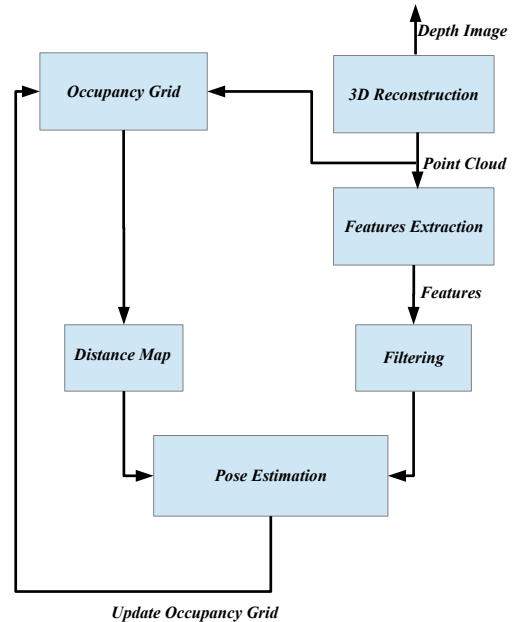 Depth Image
Occupancy Grid
3D Reconstruction
Point Cloud
Features Extraction
Features
Distance Map
Filtering
Pose Estimation
Update Occupancy Grid